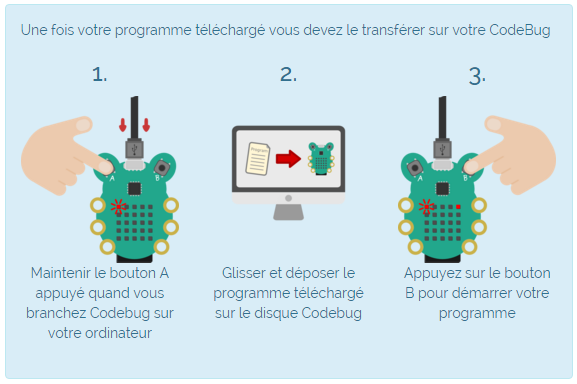 Une fois votre programme téléchargé vous devez le transférer sur votre CodeBug
1.
2.
3.
A
B
Program
A
B
Maintenir le bouton A
appuyé quand vous
branchez Codebug sur
votre ordinateur
Glisser et déposer le
programme téléchargé
sur le disque Codebug
Appuyez sur le bouton
B pour démarrer votre
programme